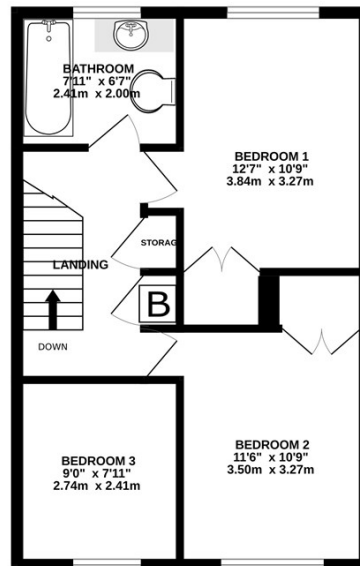 BATHROOM
7'11" x 6'7"
2.41m x 2.00m
BEDROOM 1
12'7" x 10'9"
3.84m x 3.27m
STORAG
LANDING
B
DOWN
BEDROOM 2
11'6" x 10'9"
3.50m x 3.27m
BEDROOM 3
9'0" x 7'11"
2.74m x 2.41m